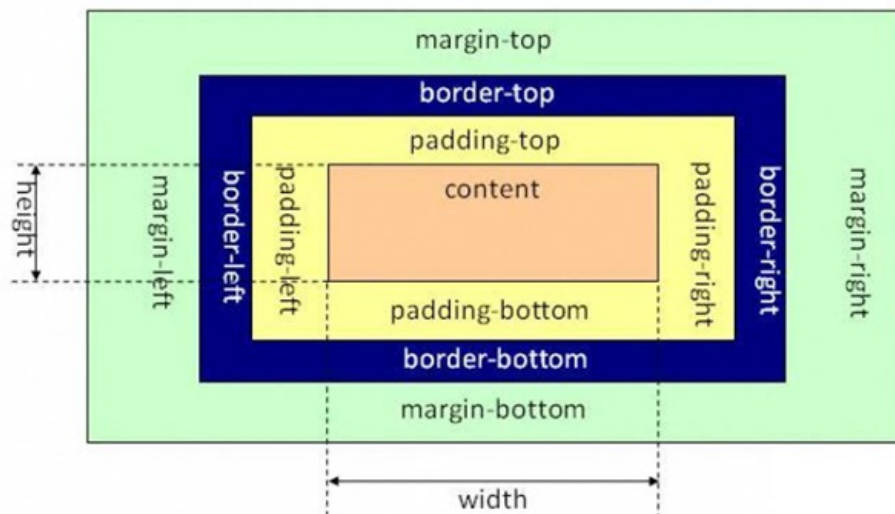 margin-top
border-top
padding-top
content
height
margin-left
border-left
padding-left
padding-right
border-right
margin-right
padding-bottom
border-bottom
margin-bottom
width